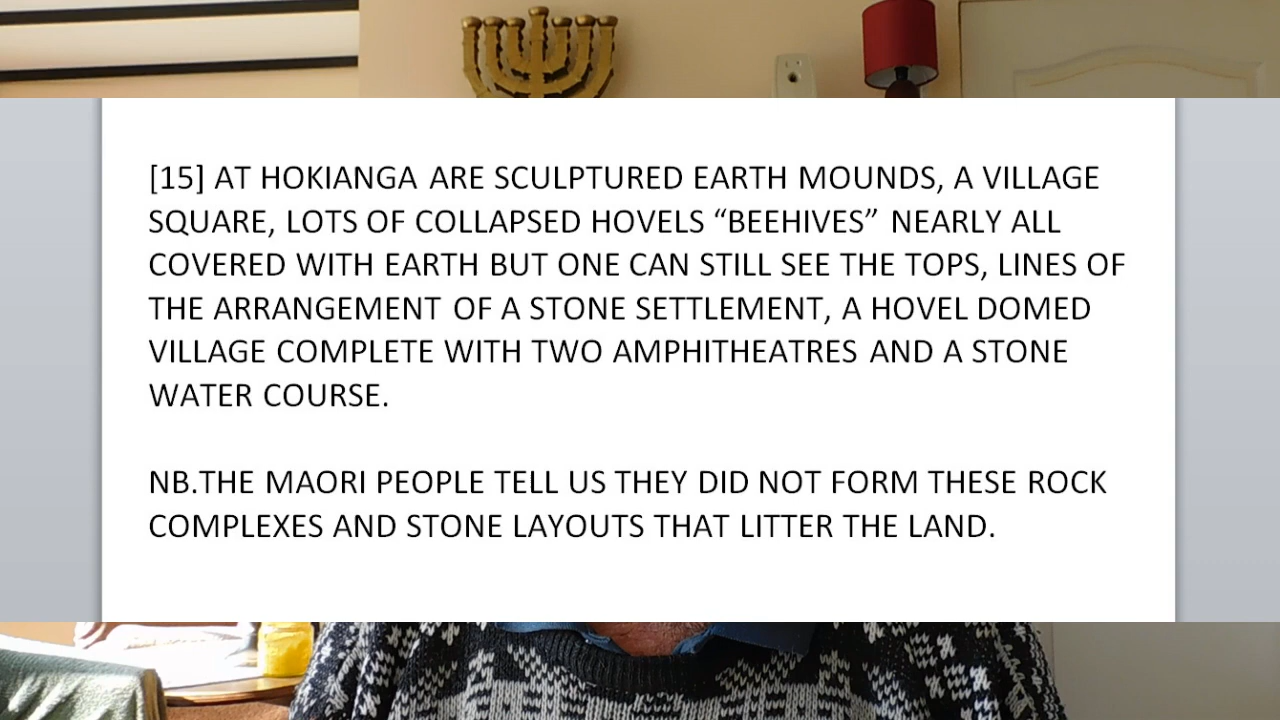 [15] AT HOKIANGA ARE SCULPTURED EARTH MOUNDS, A VILLAGE
SQUARE, LOTS OF COLLAPSED HOVELS “BEEHIVES” NEARLY ALL
COVERED WITH EARTH BUT ONE CAN STILL SEE THE TOPS, LINES OF
THE ARRANGEMENT OF A STONE SETTLEMENT, A HOVEL DOMED
VILLAGE COMPLETE WITH TWO AMPHITHEATRES AND A STONE
WATER COURSE.
NB.THE MAORI PEOPLE TELL US THEY DID NOT FORM THESE ROCK
COMPLEXES AND STONE LAYOUTS THAT LITTER THE LAND.